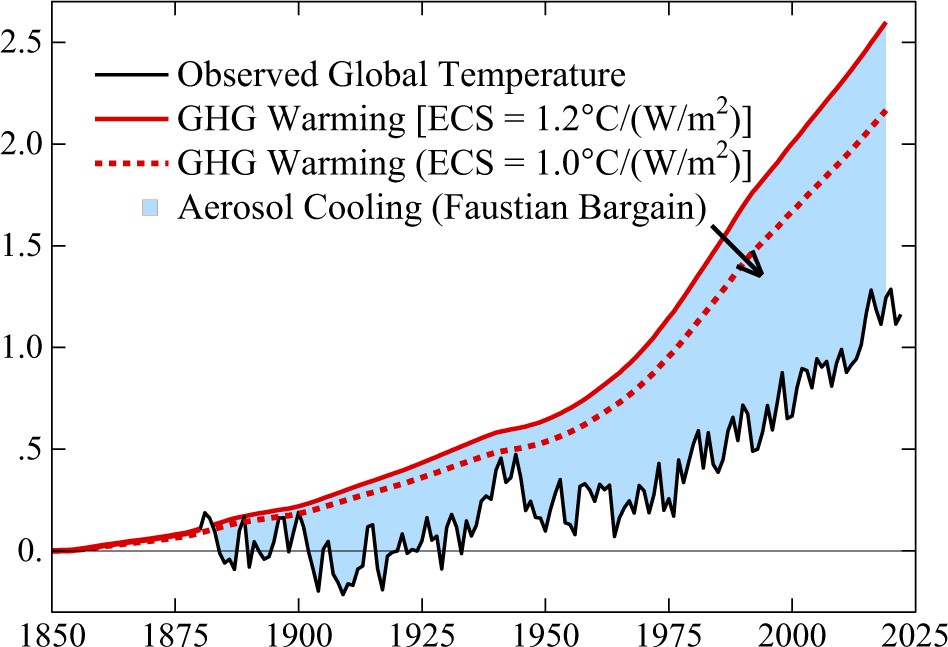 2.5
2.0
1.5
1.0
.5
0.
Observed Global Temperature
GHG Warming [ECS = 1.2°C/(W/m²)]
GHG Warming (ECS = 1.0°C/(W/m²)]
Aerosol Cooling (Faustian Bargain)
1850 1875 1900 1925 1950 1975 2000 2025